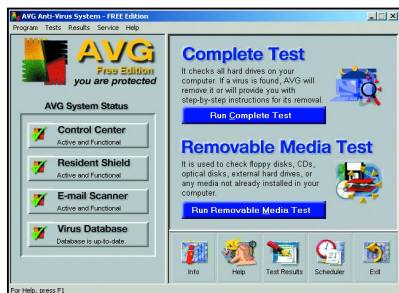 AVG Anti-Virus System - FREE Edition
Program Tests Results Service Help
AVG
Free Edition
you are protected
AVG System Status
Control Center
Active and Functional
Resident Shield
Active and Functional
E-mail Scanner
Active and Functional
Virus Database
Database is up-to-date.
Complete Test
It checks all hard drives on your
computer. If a virus is found, AVG will
remove it or will provide you with
step-by-step instructions for its removal.
Run Complete Test
Removable Media Test
It is used to check floppy disks, CDs,
optical disks, external hard drives, or
any media not already installed in your
computer.
Run Removable Media Test
Info Help Test Results Scheduler Exit
For Help, press F1